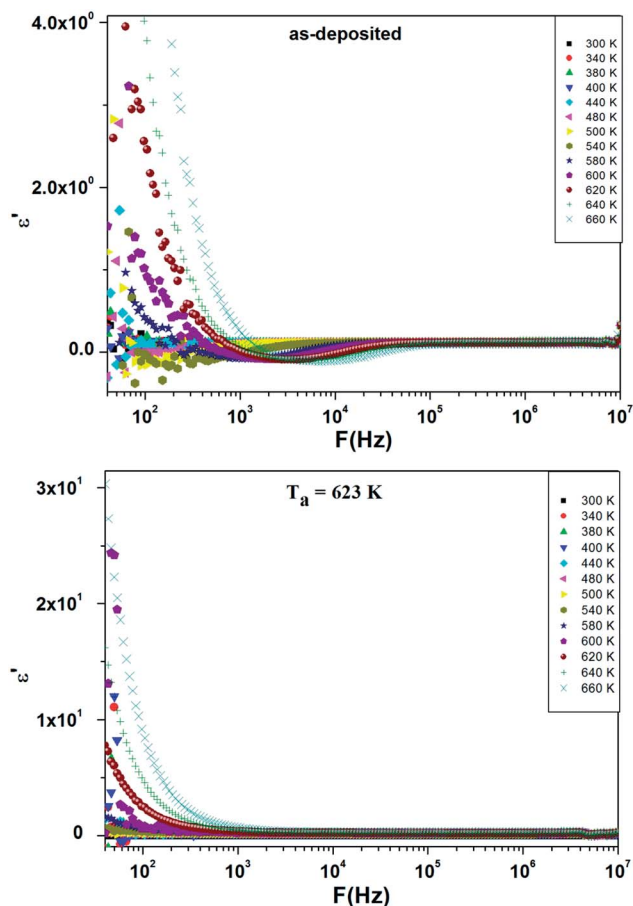 as-deposited
4.0x10⁰
2.0x10⁰
0.0
ε'
300 K
340 K
380 K
400 K
440 K
480 K
500 K
540 K
580 K
600 K
620 K
640 K
660 K
10² 10³ 10⁴ 10⁵ 10⁶ 10⁷
F(Hz)
Tₐ = 623 K
3x10¹
2x10¹
1x10¹
0
ε'
300 K
340 K
380 K
400 K
440 K
480 K
500 K
540 K
580 K
600 K
620 K
640 K
660 K
10² 10³ 10⁴ 10⁵ 10⁶ 10⁷
F(Hz)